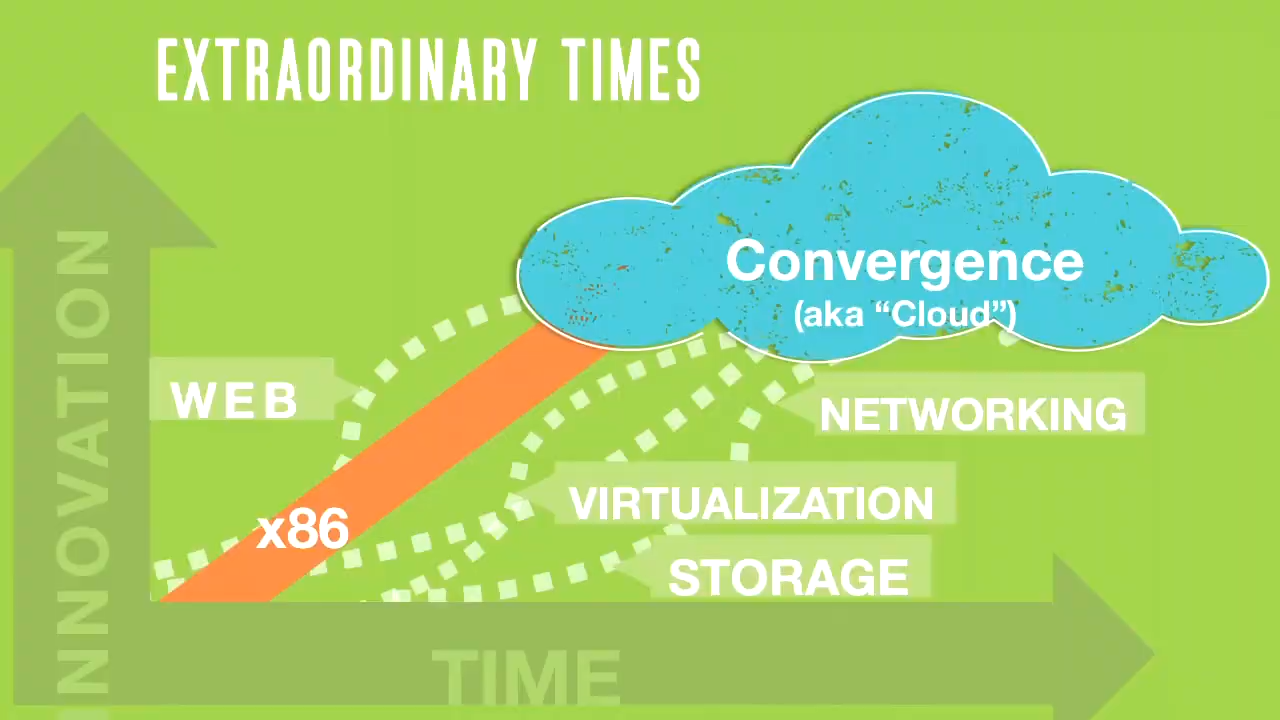 EXTRAORDINARY TIMES
Convergence
(aka “Cloud”)
WEB
NETWORKING
x86
VIRTUALIZATION
STORAGE
INNOVATION
TIME